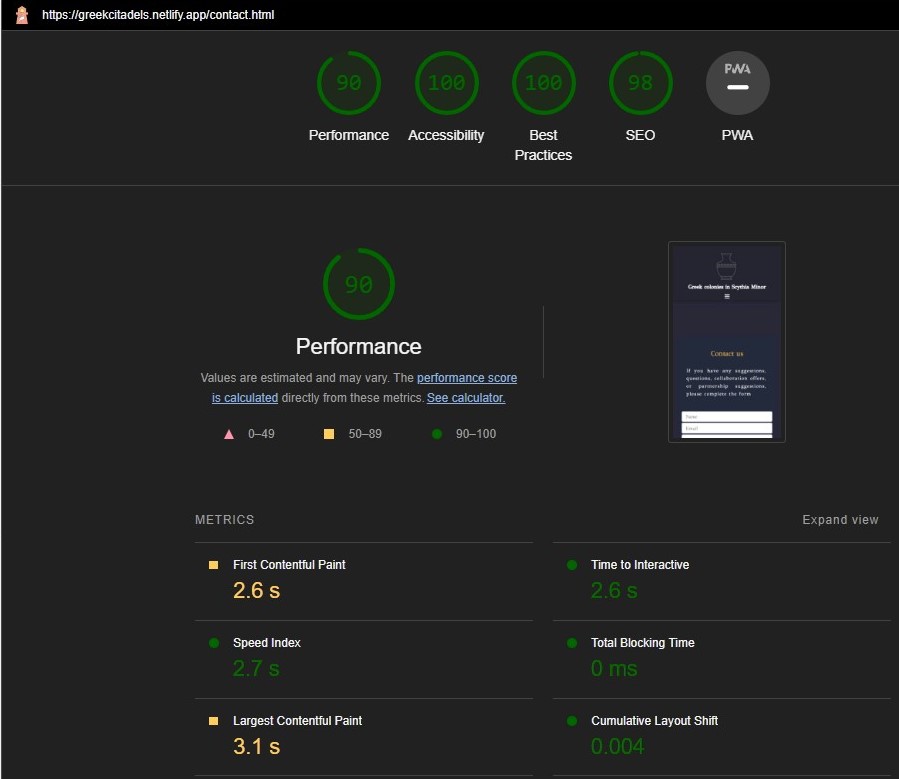 https://greekcitadels.netlify.app/contact.html
90
100
100
98
PWA
Performance
Accessibility
Best
Practices
SEO
PWA
90
Performance
Values are estimated and may vary. The performance score
is calculated directly from these metrics. See calculator.
0–49
50–89
90–100
Greek colonies in Scythia Minor
Contact us
If you have any suggestions,
questions, collaboration offers,
or partnership suggestions,
please complete the form
Name
Email
METRICS
Expand view
First Contentful Paint
2.6 s
Time to Interactive
2.6 s
Speed Index
2.7 s
Total Blocking Time
0 ms
Largest Contentful Paint
3.1 s
Cumulative Layout Shift
0.004